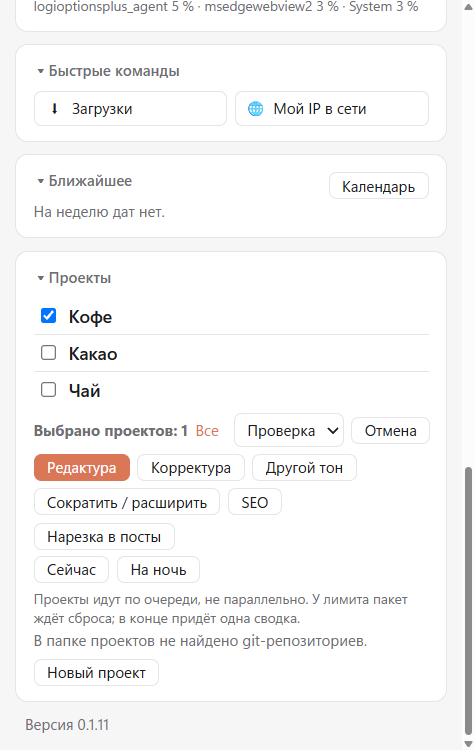 logioptionsplus_agent 5 % · msedgewebview2 3 % · System 3 %
Быстрые команды
Загрузки
Мой IP в сети
Ближайшее
Календарь
На неделю дат нет.
Проекты
Кофе
Какао
Чай
Выбрано проектов: 1 Все Проверка Отмена
Редактура Корректура Другой тон
Сократить / расширить SEO
Нарезка в посты
Сейчас На ночь
Проекты идут по очереди, не параллельно. У лимита пакет
ждёт сброса; в конце придёт одна сводка.
В папке проектов не найдено git-репозиториев.
Новый проект
Версия 0.1.11